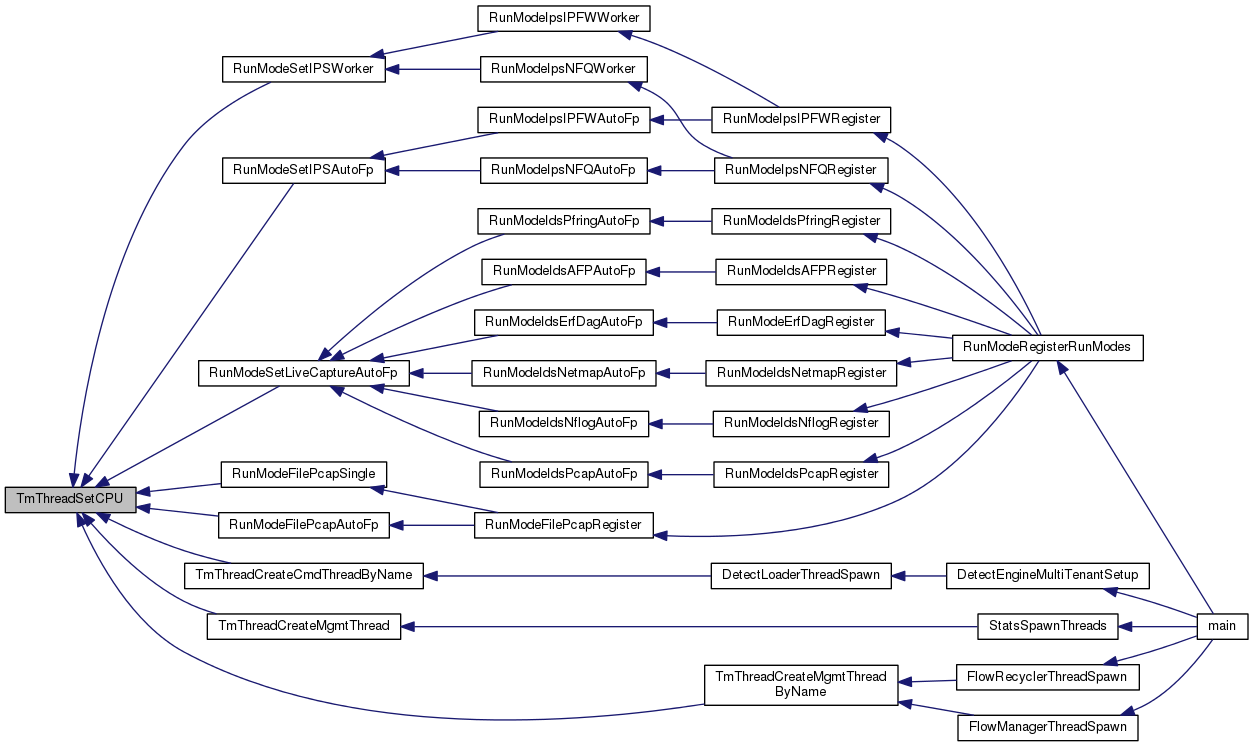 RunModeIpsIPFWWorker
RunModeSetIPSWorker
RunModeIpsNFQWorker
RunModeIpsIPFWAutoFp
RunModeIpsIPFWRegister
RunModeSetIPSAutoFp
RunModeIpsNFQAutoFp
RunModeIpsNFQRegister
RunModeIdsPfringAutoFp
RunModeIdsPfringRegister
RunModeIdsAFPAutoFp
RunModeIdsAFPRegister
RunModeIdsErfDagAutoFp
RunModeErfDagRegister
RunModeRegisterRunModes
RunModeSetLiveCaptureAutoFp
RunModeIdsNetmapAutoFp
RunModeIdsNetmapRegister
RunModeIdsNflogAutoFp
RunModeIdsNflogRegister
RunModeFilePcapSingle
RunModeIdsPcapAutoFp
RunModeIdsPcapRegister
TmThreadSetCPU
RunModeFilePcapAutoFp
RunModeFilePcapRegister
TmThreadCreateCmdThreadByName
DetectLoaderThreadSpawn
DetectEngineMultiTenantSetup
TmThreadCreateMgmtThread
StatsSpawnThreads
main
TmThreadCreateMgmtThread
ByName
FlowRecyclerThreadSpawn
FlowManagerThreadSpawn